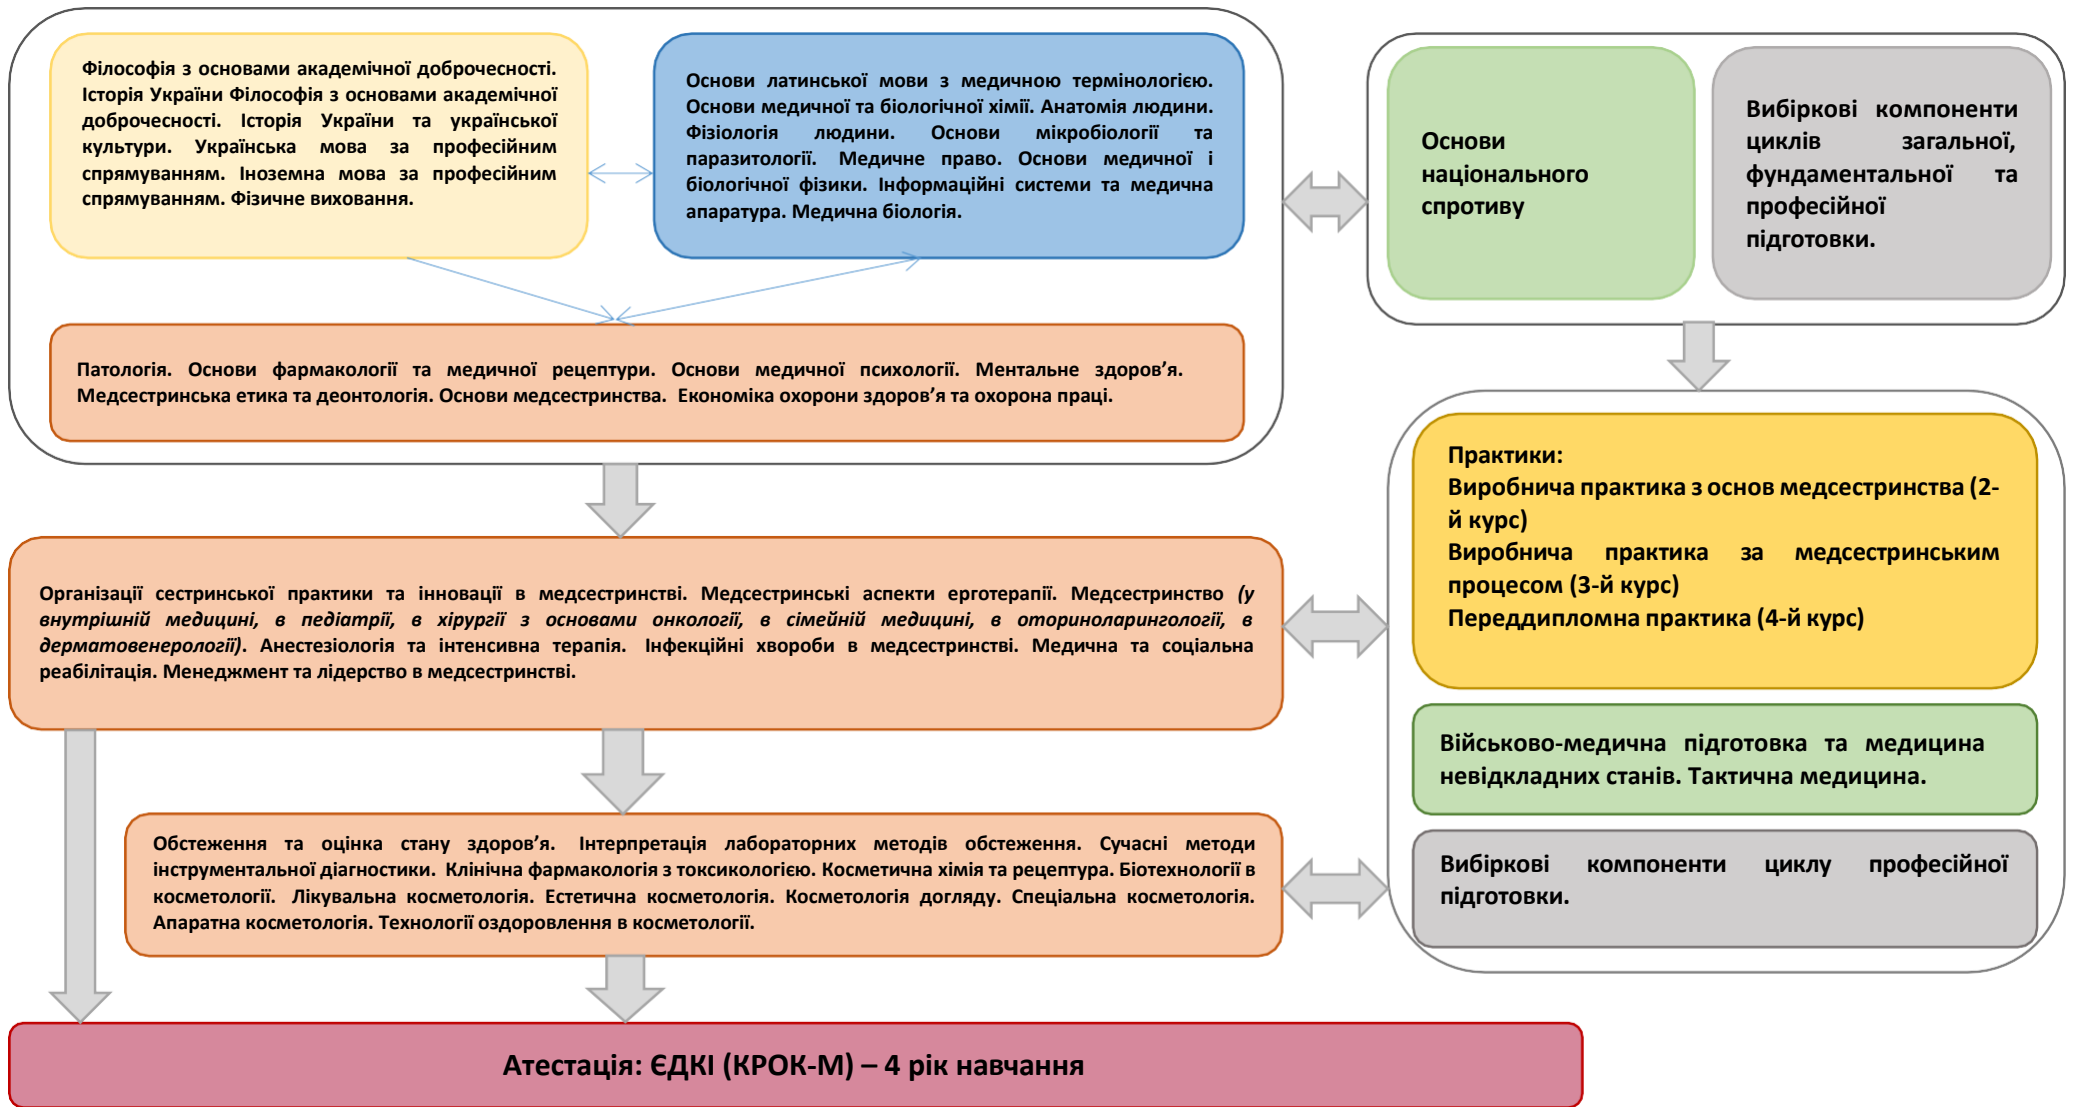 Філософія з основами академічної доброчесності.
Історія України Філософія з основами академічної
доброчесності. Історія України та української
культури. Українська мова за професійним
спрямуванням. Іноземна мова за професійним
спрямуванням. Фізичне виховання.
Основи латинської мови з медичною термінологією.
Основи медичної та біологічної хімії. Анатомія людини.
Фізіологія людини. Основи мікробіології та
паразитології. Медичне право. Основи медичної і
біологічної фізики. Інформаційні системи та медична
апаратура. Медична біологія.
Основи
національного
спротиву
Вибіркові компоненти
циклів загальної,
фундаментальної та
професійної
підготовки.
Патологія. Основи фармакології та медичної рецептури. Основи медичної психології. Ментальне здоров’я.
Медсестринська етика та деонтологія. Основи медсестринства. Економіка охорони здоров’я та охорона праці.
Практики:
Виробнича практика з основ медсестринства (2-
й курс)
Виробнича практика за медсестринським
процесом (3-й курс)
Переддипломна практика (4-й курс)
Організації сестринської практики та інновації в медсестринстві. Медсестринські аспекти ерготерапії. Медсестринство (у
внутрішній медицині, в педіатрії, в хірургії з основами онкології, в сімейній медицині, в оториноларингології, в
дерматовенерології). Анестезіологія та інтенсивна терапія. Інфекційні хвороби в медсестринстві. Медична та соціальна
реабілітація. Менеджмент та лідерство в медсестринстві.
Військово-медична підготовка та медицина
невідкладних станів. Тактична медицина.
Обстеження та оцінка стану здоров’я. Інтерпретація лабораторних методів обстеження. Сучасні методи
інструментальної діагностики. Клінічна фармакологія з токсикологією. Косметична хімія та рецептура. Біотехнології в
косметології. Лікувальна косметологія. Естетична косметологія. Косметологія догляду. Спеціальна косметологія.
Апаратна косметологія. Технології оздоровлення в косметології.
Вибіркові компоненти циклу професійної
підготовки.
Атестація: ЄДКІ (КРОК-М) – 4 рік навчання